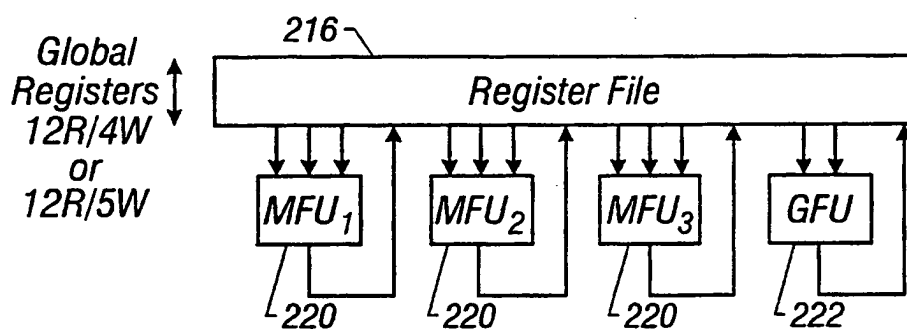 216
Global
Registers
12R/4W
or
12R/5W
Register File
MFU1
MFU2
MFU3
GFU
220
220
220
222